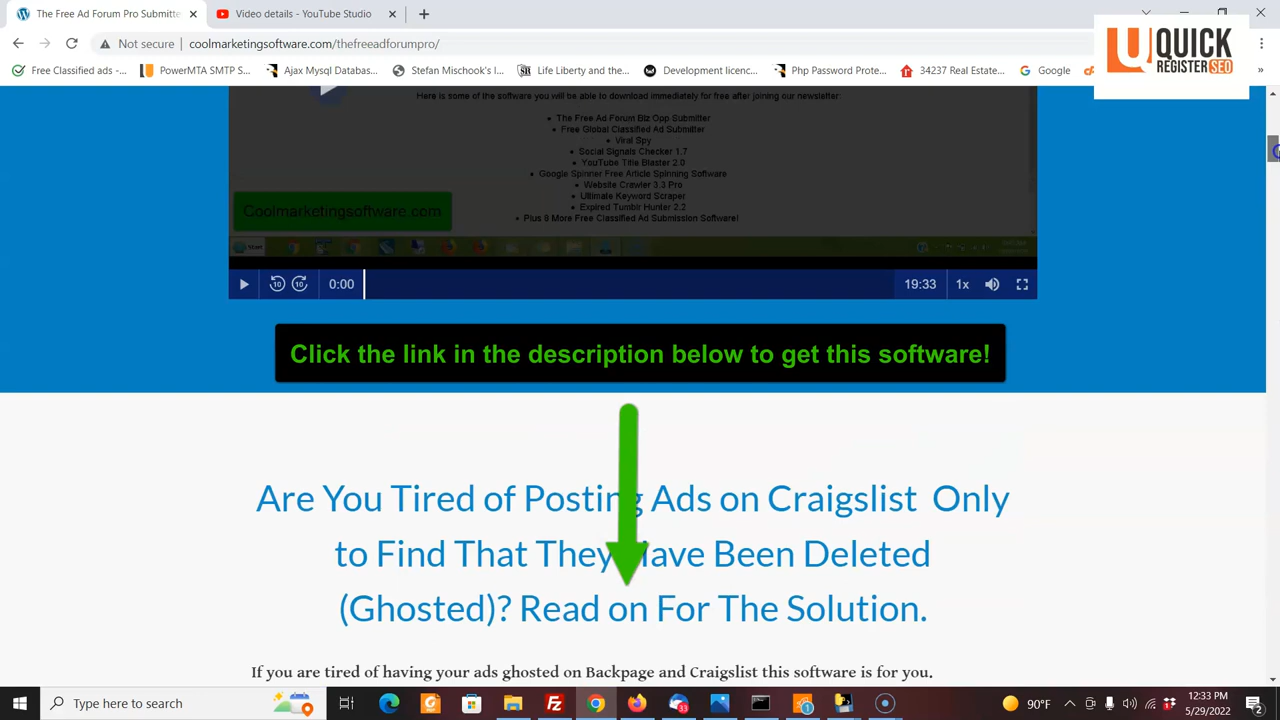 The Free Ad Forum Pro Submitte
Video details - YouTube Studio
Not secure
coolmarketingsoftware.com/thefreeadforumpro/
Free Classified ads -...
PowerMTA SMTP S...
Ajax Mysql Databas...
Stefan Mischook's I...
Life Liberty and the...
Development licenc...
Php Password Prote...
34237 Real Estate...
Google
QUICK
REGISTERSEO
Here is some of the software you will be able to download immediately for free after joining our newsletter:
• The Free Ad Forum Biz Opp Submitter
• Free Global Classified Ad Submitter
• Viral Spy
• Social Signals Checker 1.7
• YouTube Title Blaster 2.0
• Google Spinner Free Article Spinning Software
• Website Crawler 3.3 Pro
• Ultimate Keyword Scraper
• Expired Tumblr Hunter 2.2
• Plus 8 More Free Classified Ad Submission Software!
Coolmarketingsoftware.com
Start
10
10
0:00
19:33
1x
Click the link in the description below to get this software!
Are You Tired of Posting Ads on Craigslist Only
to Find That They Have Been Deleted
(Ghosted)? Read on For The Solution.
If you are tired of having your ads ghosted on Backpage and Craigslist this software is for you.
Type here to search
33
90°F
12:33 PM
5/29/2022
2